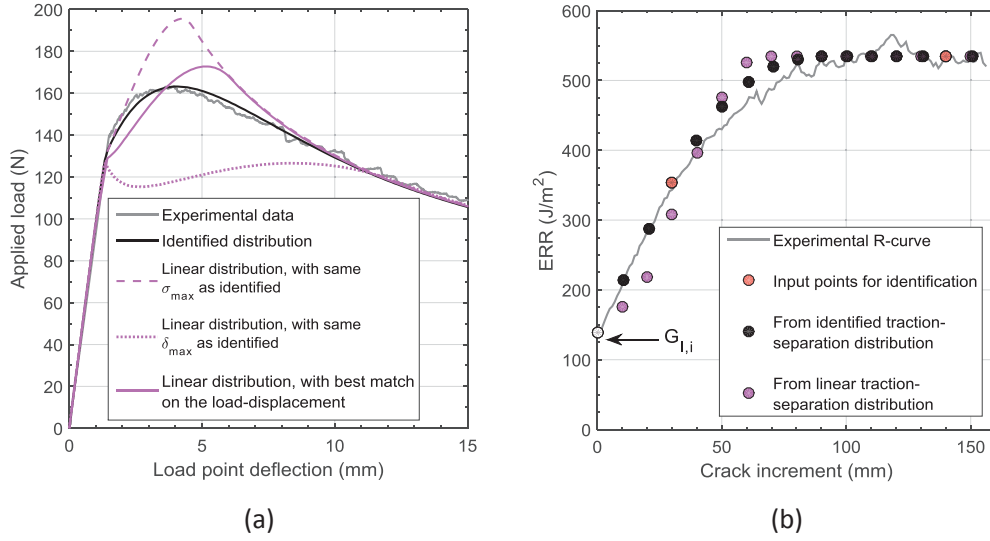 200
180
160
140
120
100
80
60
40
20
0
Applied load (N)
Experimental data
Identified distribution
Linear distribution, with same
σmax as identified
Linear distribution, with same
δmax as identified
Linear distribution, with best match
on the load-displacement
0 5 10 15
Load point deflection (mm)
(a)
600
500
400
300
200
100
0
ERR (J/m²)
GI,i
Experimental R-curve
Input points for identification
From identified traction-
separation distribution
From linear traction-
separation distribution
0 50 100 150
Crack increment (mm)
(b)